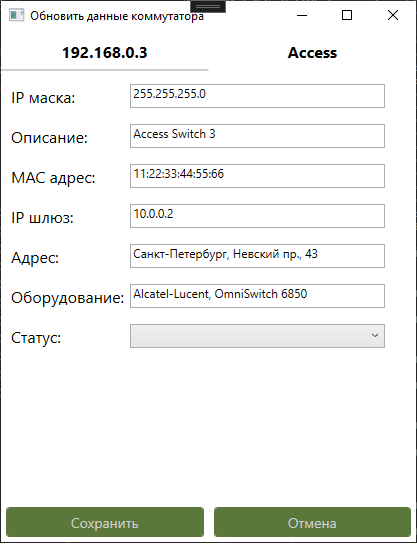 Обновить данные коммутатора
192.168.0.3 Access
IP маска: 255.255.255.0
Описание: Access Switch 3
MAC адрес: 11:22:33:44:55:66
IP шлюз: 10.0.0.2
Адрес: Санкт-Петербург, Невский пр., 43
Оборудование: Alcatel-Lucent, OmniSwitch 6850
Статус:
Сохранить Отмена